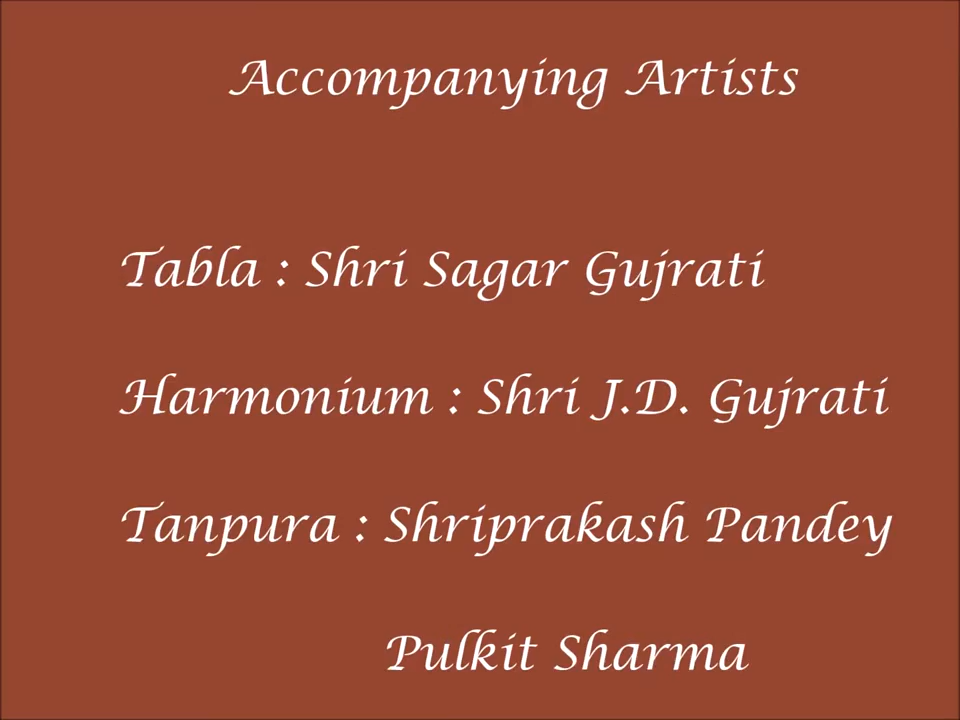 Accompanying Artists
Tabla : Shri Sagar Gujrati
Harmonium : Shri J.D. Gujrati
Tanpura : Shriprakash Pandey
Pulkit Sharma